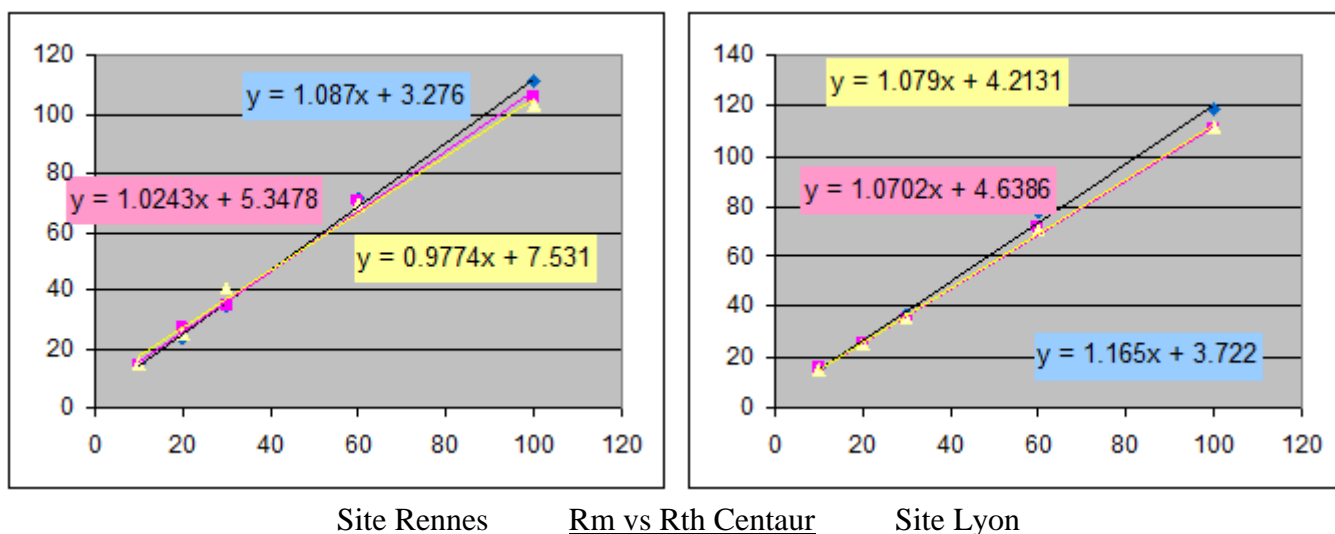 120
100
80
60
40
20
0
0 20 40 60 80 100 120
y = 1.087x + 3.276
y = 1.0243x + 5.3478
y = 0.9774x + 7.531
140
120
100
80
60
40
20
0
0 20 40 60 80 100 120
y = 1.079x + 4.2131
y = 1.0702x + 4.6386
y = 1.165x + 3.722
Site Rennes Rm vs Rth Centaur Site Lyon